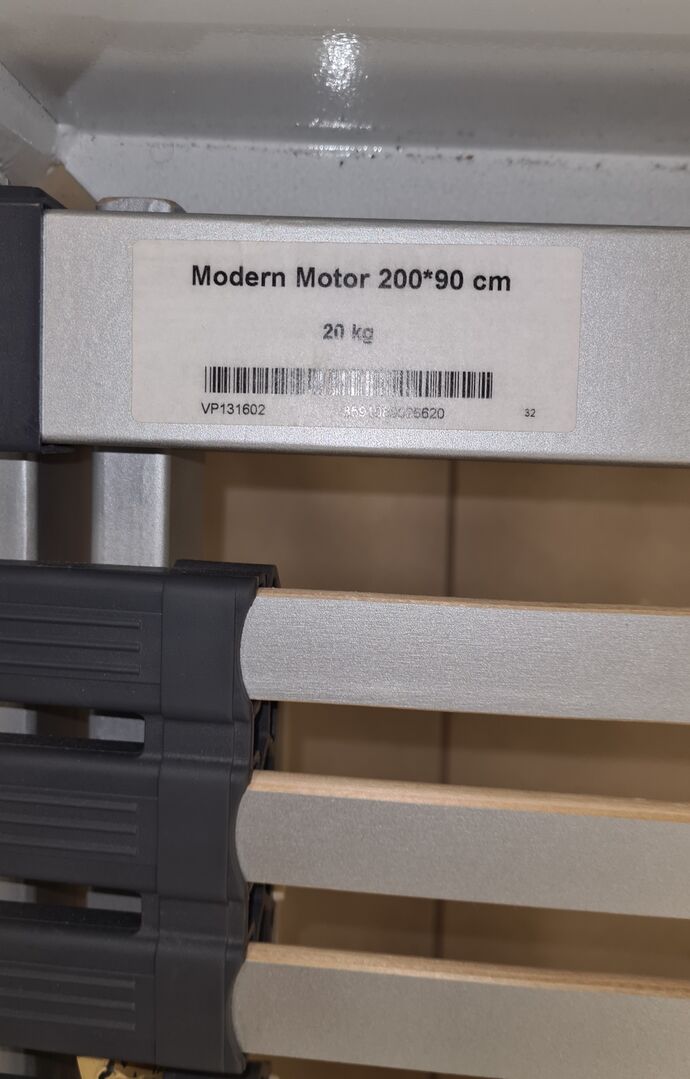 Modern Motor 200*90 cm
20 kg
VP131602 32